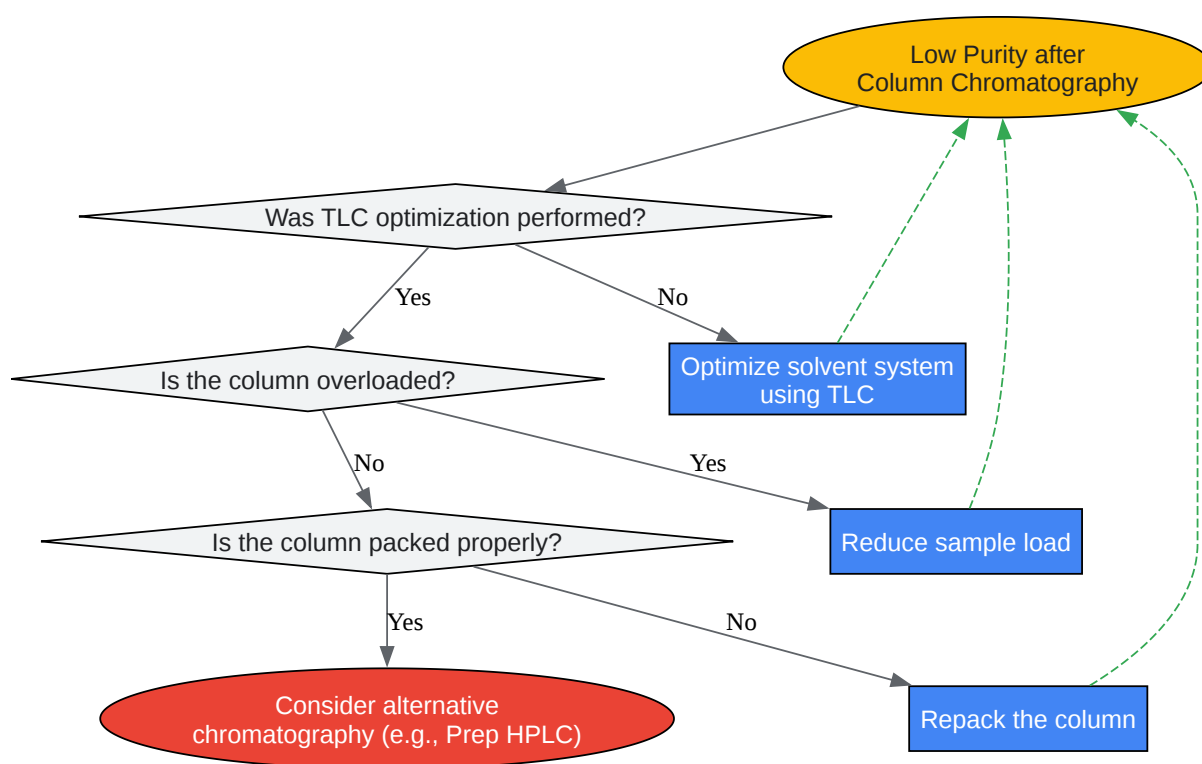 Low Purity after
Column Chromatography
Was TLC optimization performed?
Yes
No
Optimize solvent system
using TLC
Is the column overloaded?
No
Yes
Reduce sample load
Is the column packed properly?
Yes
No
Consider alternative
chromatography (e.g., Prep HPLC)
Repack the column